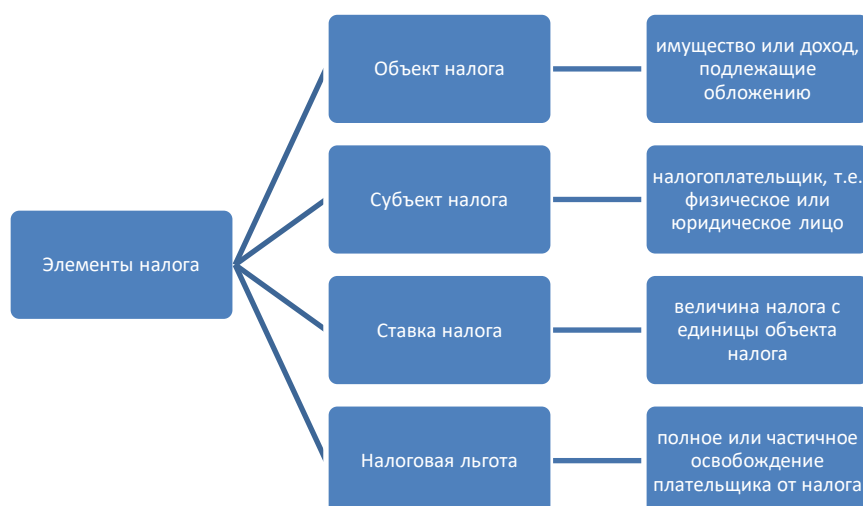 Элементы налога
Объект налога
имущество или доход,
подлежащие
обложению
Субъект налога
налогоплательщик, т.е.
физическое или
юридическое лицо
Ставка налога
величина налога с
единицы объекта
налога
Налоговая льгота
полное или частичное
освобождение
плательщика от налога